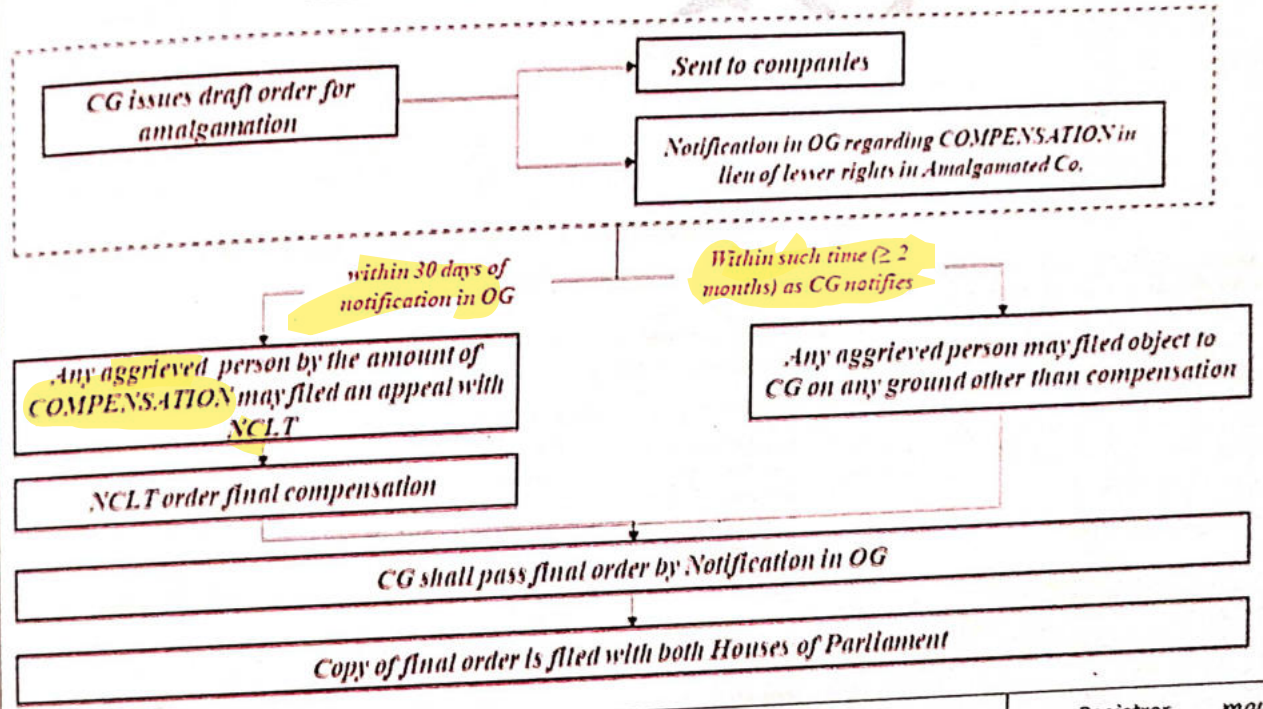 CG issues draft order for
amalgamation
Sent to companies
Notification in OG regarding COMPENSATION in
lieu of lesser rights in Amalgamated Co.
within 30 days of
notification in OG
Within such time (≥ 2
months) as CG notifies
Any aggrieved person by the amount of
COMPENSATION may filed an appeal with
NCLT
Any aggrieved person may filed object to
CG on any ground other than compensation
NCLT order final compensation
CG shall pass final order by Notification in OG
Copy of final order is filed with both Houses of Parliament
Registrar may